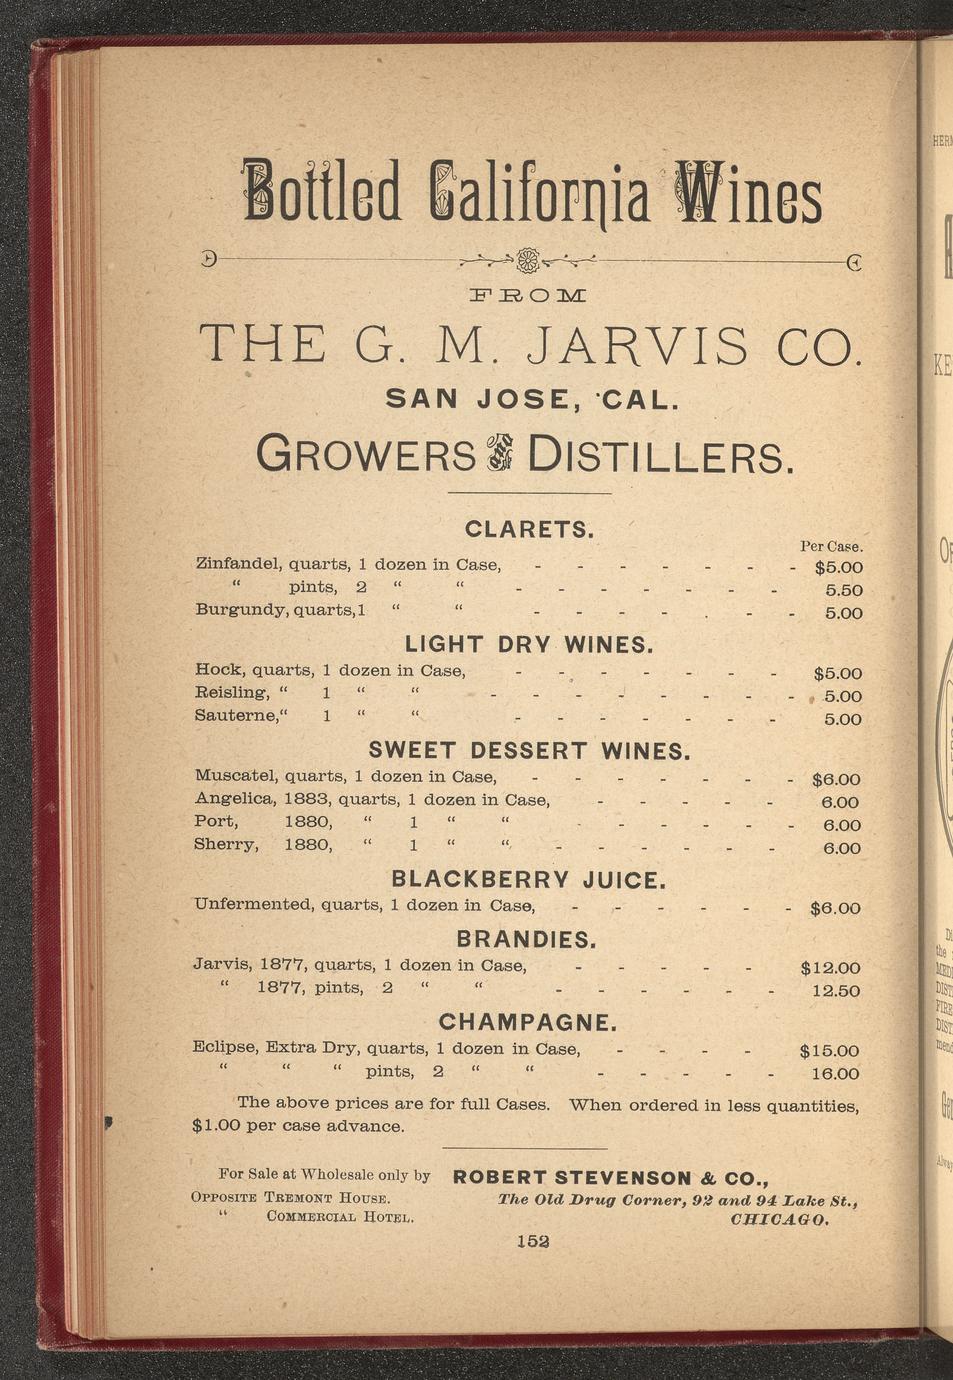 Bottled California Wines
FROM
THE G. M. JARVIS CO.
SAN JOSE, CAL.
GROWERS & DISTILLERS.
CLARETS.
Per Case.
Zinfandel, quarts, 1 dozen in Case, - - - - - - - $5.00
“ pints, 2 “ “ - - - - - - - 5.50
Burgundy, quarts, 1 “ “ - - - - . - - 5.00
LIGHT DRY WINES.
Hock, quarts, 1 dozen in Case, - - - - - - - $5.00
Reisling, “ 1 “ “ - - - - - - - - 5.00
Sauterne, “ 1 “ “ - - - - - - - 5.00
SWEET DESSERT WINES.
Muscatel, quarts, 1 dozen in Case, - - - - - - - $6.00
Angelica, 1883, quarts, 1 dozen in Case, - - - - - 6.00
Port, 1880, “ 1 “ “ - - - - - - 6.00
Sherry, 1880, “ 1 “ “ - - - - - - 6.00
BLACKBERRY JUICE.
Unfermented, quarts, 1 dozen in Case, - - - - - - $6.00
BRANDIES.
Jarvis, 1877, quarts, 1 dozen in Case, - - - - - $12.00
“ 1877, pints, 2 “ “ - - - - - - 12.50
CHAMPAGNE.
Eclipse, Extra Dry, quarts, 1 dozen in Case, - - - - $15.00
“ “ “ pints, 2 “ “ - - - - - 16.00
The above prices are for full Cases. When ordered in less quantities,
$1.00 per case advance.
For Sale at Wholesale only by ROBERT STEVENSON & CO.,
OPPOSITE TREMONT HOUSE. The Old Drug Corner, 92 and 94 Lake St.,
“ COMMERCIAL HOTEL. CHICAGO.
152